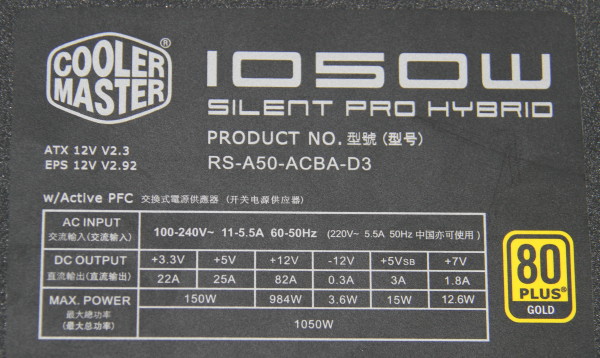 COOLER MASTER®
1050W
SILENT PRO HYBRID
PRODUCT NO. 型號 (型号)
ATX 12V V2.3
EPS 12V V2.92
RS-A50-ACBA-D3
w/Active PFC 交換式電源供應器 (开关电源供应器)
AC INPUT 100-240V~ 11-5.5A 60-50Hz (220V~ 5.5A 50Hz 中国亦可使用)
交流輸入(交流输入)
DC OUTPUT +3.3V +5V +12V -12V +5VSB +7V
直流輸出(直流输出) 22A 25A 82A 0.3A 3A 1.8A
MAX. POWER 150W 984W 3.6W 15W 12.6W
最大總功率
(最大总功率) 1050W
80
PLUS®
GOLD